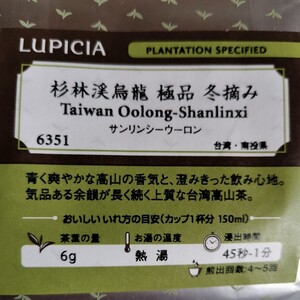 LUPICIA
PLANTATION SPECIFIED
杉林渓烏龍 極品 冬摘み
Taiwan Oolong-Shanlinxi
サンリンシーウーロン
6351
台湾・南投県
青く爽やかな高山の香気と、澄みきった飲み心地。
気品ある余韻が長く続く上質な台湾高山茶。
おいしい いれ方の目安(カップ1杯分 150ml)
茶葉の量
お湯の温度
浸出時間
6g
熱湯
45秒-1分
煎出回数:4〜5回